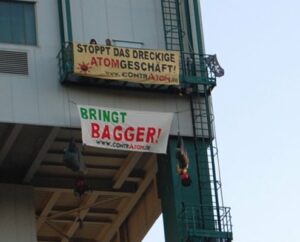 STOPPT DAS DRECKIGE
ATOMGESCHÄFT!
WWW.CONTRATOM.DE
BRINGT
BAGGER!
WWW.CONTRATOM.DE